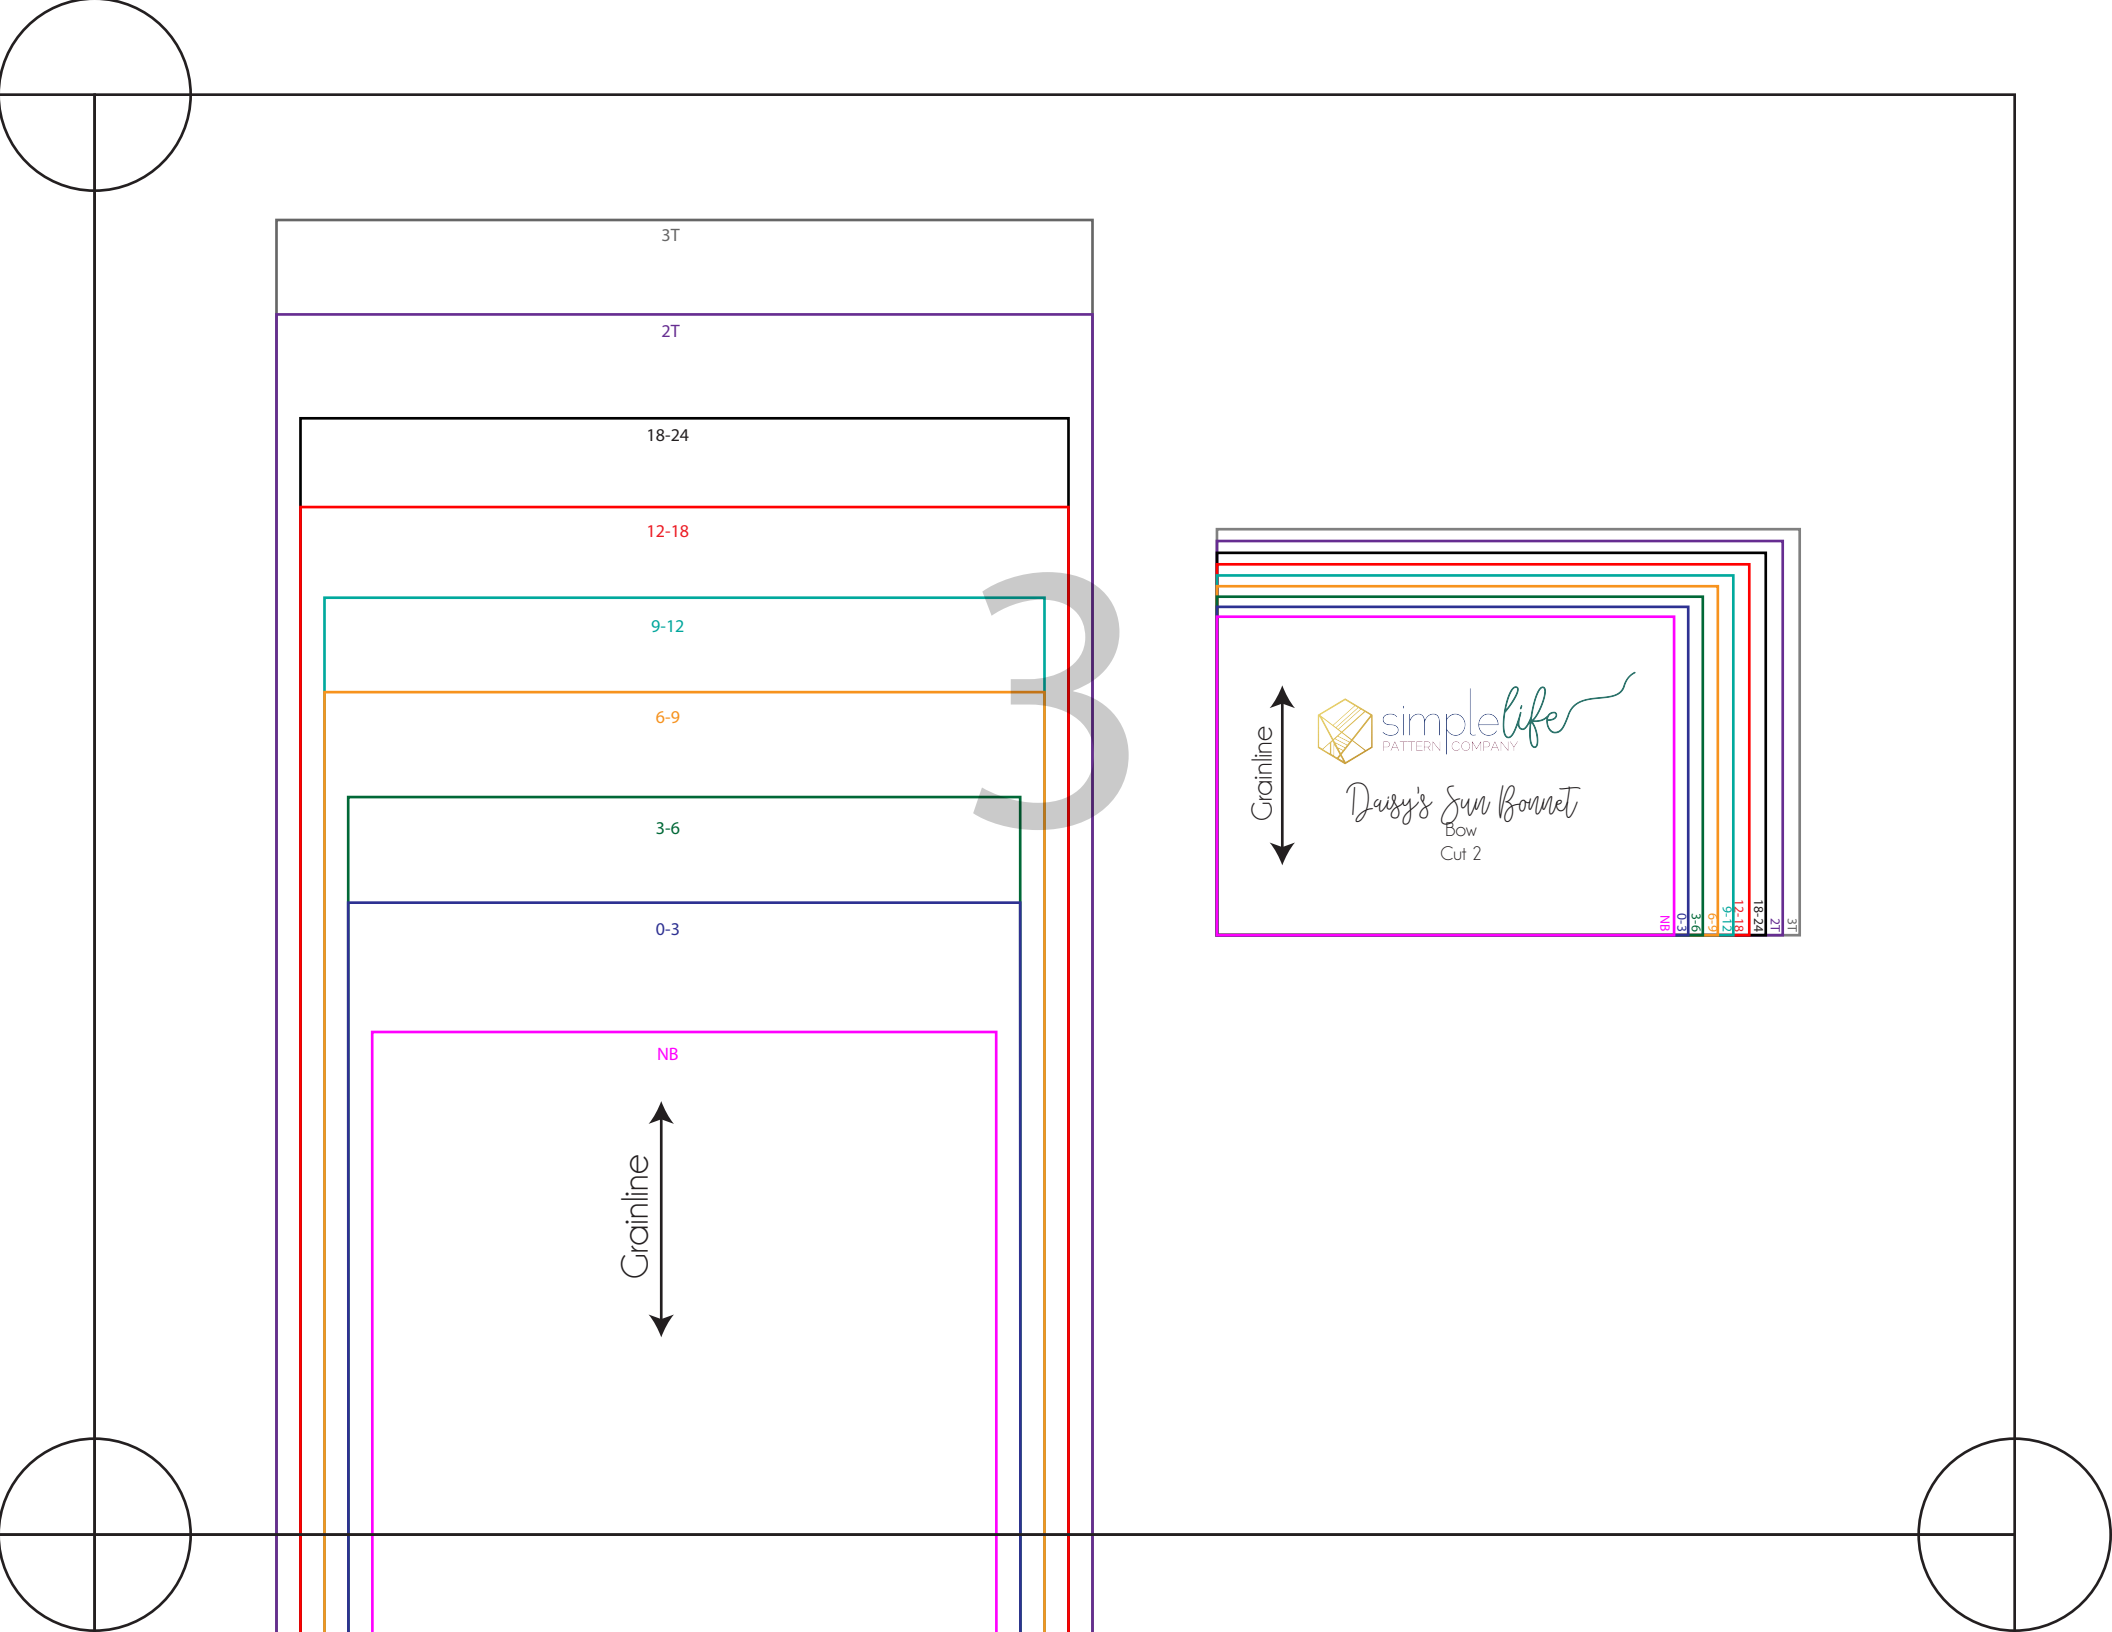 3T
2T
18-24
12-18
9-12
6-9
3-6
0-3
NB
Grainline
3
simplelife
PATTERN COMPANY
Daisy's Sun Bonnet
Bow
Cut 2
Grainline
NB
0-3
3-6
6-9
9-12
12-18
18-24
2T
3T